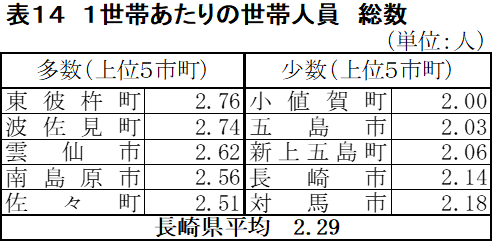 表14　1世帯あたりの世帯人員　総数
（単位：人）
多数（上位5市町） 少数（上位5市町）
東彼杵町 2.76 小値賀町 2.00
波佐見町 2.74 五島市 2.03
雲仙市 2.62 新上五島町 2.06
南島原市 2.56 長崎市 2.14
佐々町 2.51 対馬市 2.18
長崎県平均　2.29